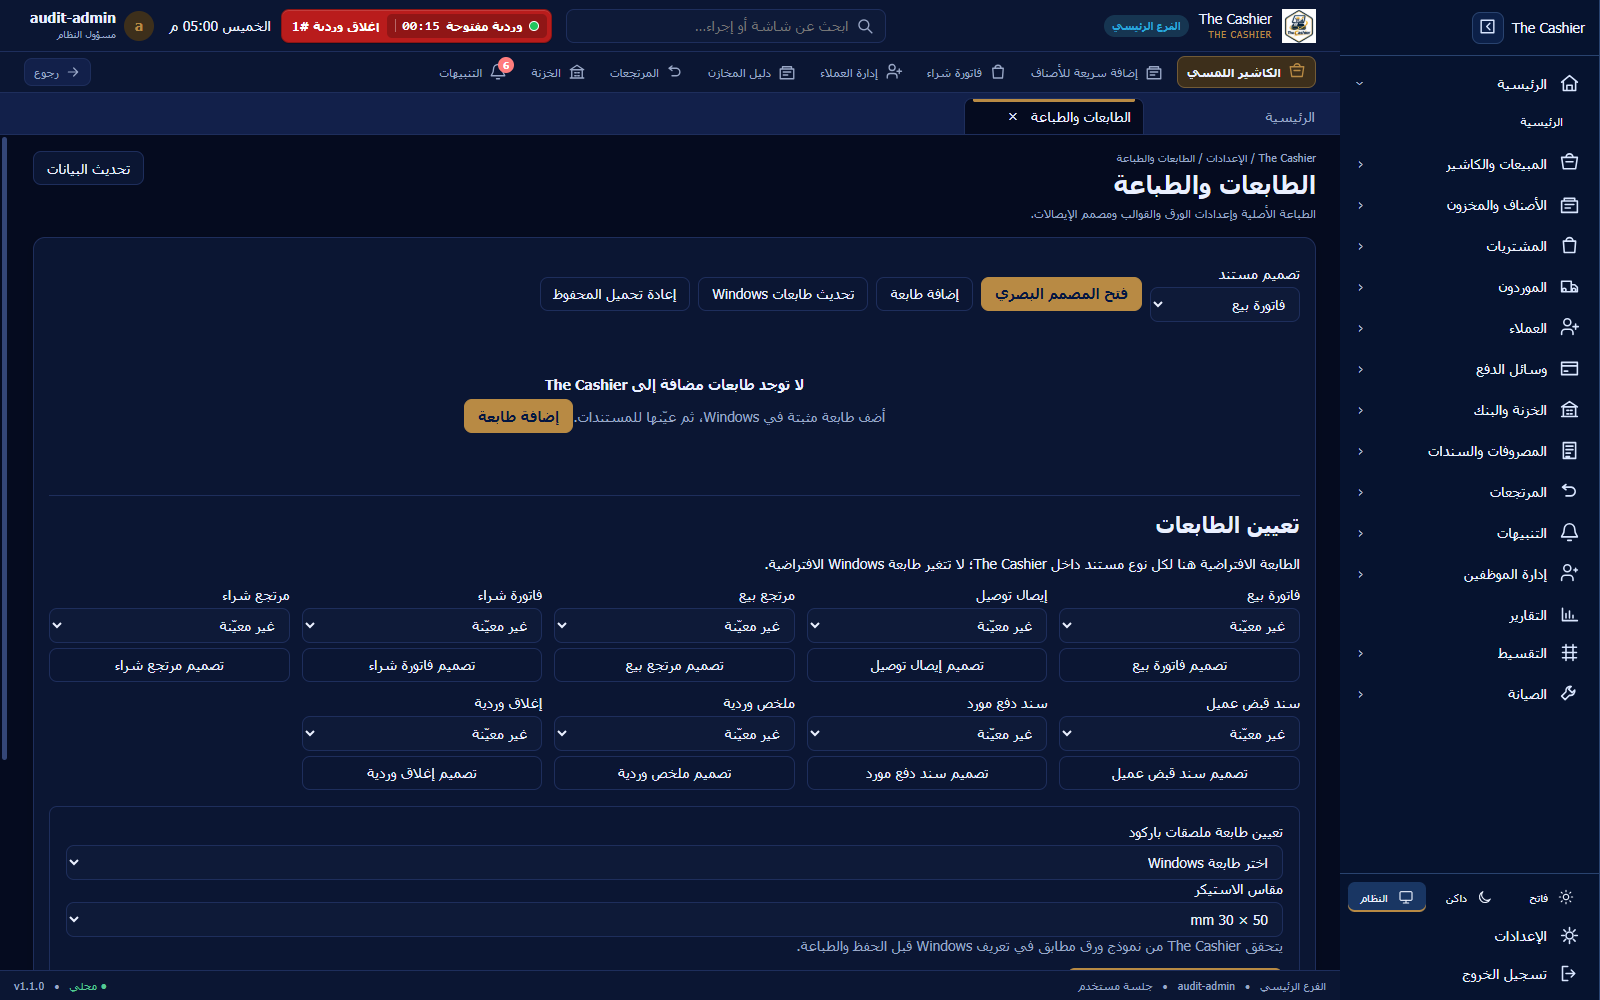 The Cashier
الرئيسية
الرئيسية
المبيعات والكاشير
الأصناف والمخزون
المشتريات
الموردون
العملاء
وسائل الدفع
الخزنة والبنك
المصروفات والسندات
المرتجعات
التنبيهات
إدارة الموظفين
التقارير
التقسيط
الصيانة
فاتح
داكن
النظام
الإعدادات
تسجيل الخروج
The Cashier
THE CASHIER
الفرع الرئيسي
ابحث عن شاشة أو إجراء...
وردية مفتوحة 00:15
إغلاق وردية #1
الخميس 05:00 م
a
audit-admin
مسؤول النظام
الكاشير اللمسي
إضافة سريعة للأصناف
فاتورة شراء
إدارة العملاء
دليل المخازن
المرتجعات
الخزنة
التنبيهات
6
رجوع
الرئيسية
الطابعات والطباعة ×
The Cashier / الإعدادات / الطابعات والطباعة
الطابعات والطباعة
الطباعة الأصلية وإعدادات الورق والقوالب ومصمم الإيصالات.
تحديث البيانات
تصميم مستند
فاتورة بيع
فتح المصمم البصري
إضافة طابعة
تحديث طابعات Windows
إعادة تحميل المحفوظ
لا توجد طابعات مضافة إلى The Cashier
أضف طابعة مثبتة في Windows، ثم عيّنها للمستندات.
إضافة طابعة
تعيين الطابعات
الطابعة الافتراضية هنا لكل نوع مستند داخل The Cashier؛ لا تتغير طابعة Windows الافتراضية.
فاتورة بيع
غير معيّنة
تصميم فاتورة بيع
إيصال توصيل
غير معيّنة
تصميم إيصال توصيل
مرتجع بيع
غير معيّنة
تصميم مرتجع بيع
فاتورة شراء
غير معيّنة
تصميم فاتورة شراء
مرتجع شراء
غير معيّنة
تصميم مرتجع شراء
سند قبض عميل
غير معيّنة
تصميم سند قبض عميل
سند دفع مورد
غير معيّنة
تصميم سند دفع مورد
ملخص وردية
غير معيّنة
تصميم ملخص وردية
إغلاق وردية
غير معيّنة
تصميم إغلاق وردية
تعيين طابعة ملصقات باركود
اختر طابعة Windows
مقاس الاستيكر
50 × 30 mm
يتحقق The Cashier من نموذج ورق مطابق في تعريف Windows قبل الحفظ والطباعة.
الفرع الرئيسي • audit-admin • جلسة مستخدم
محلي • v1.1.0